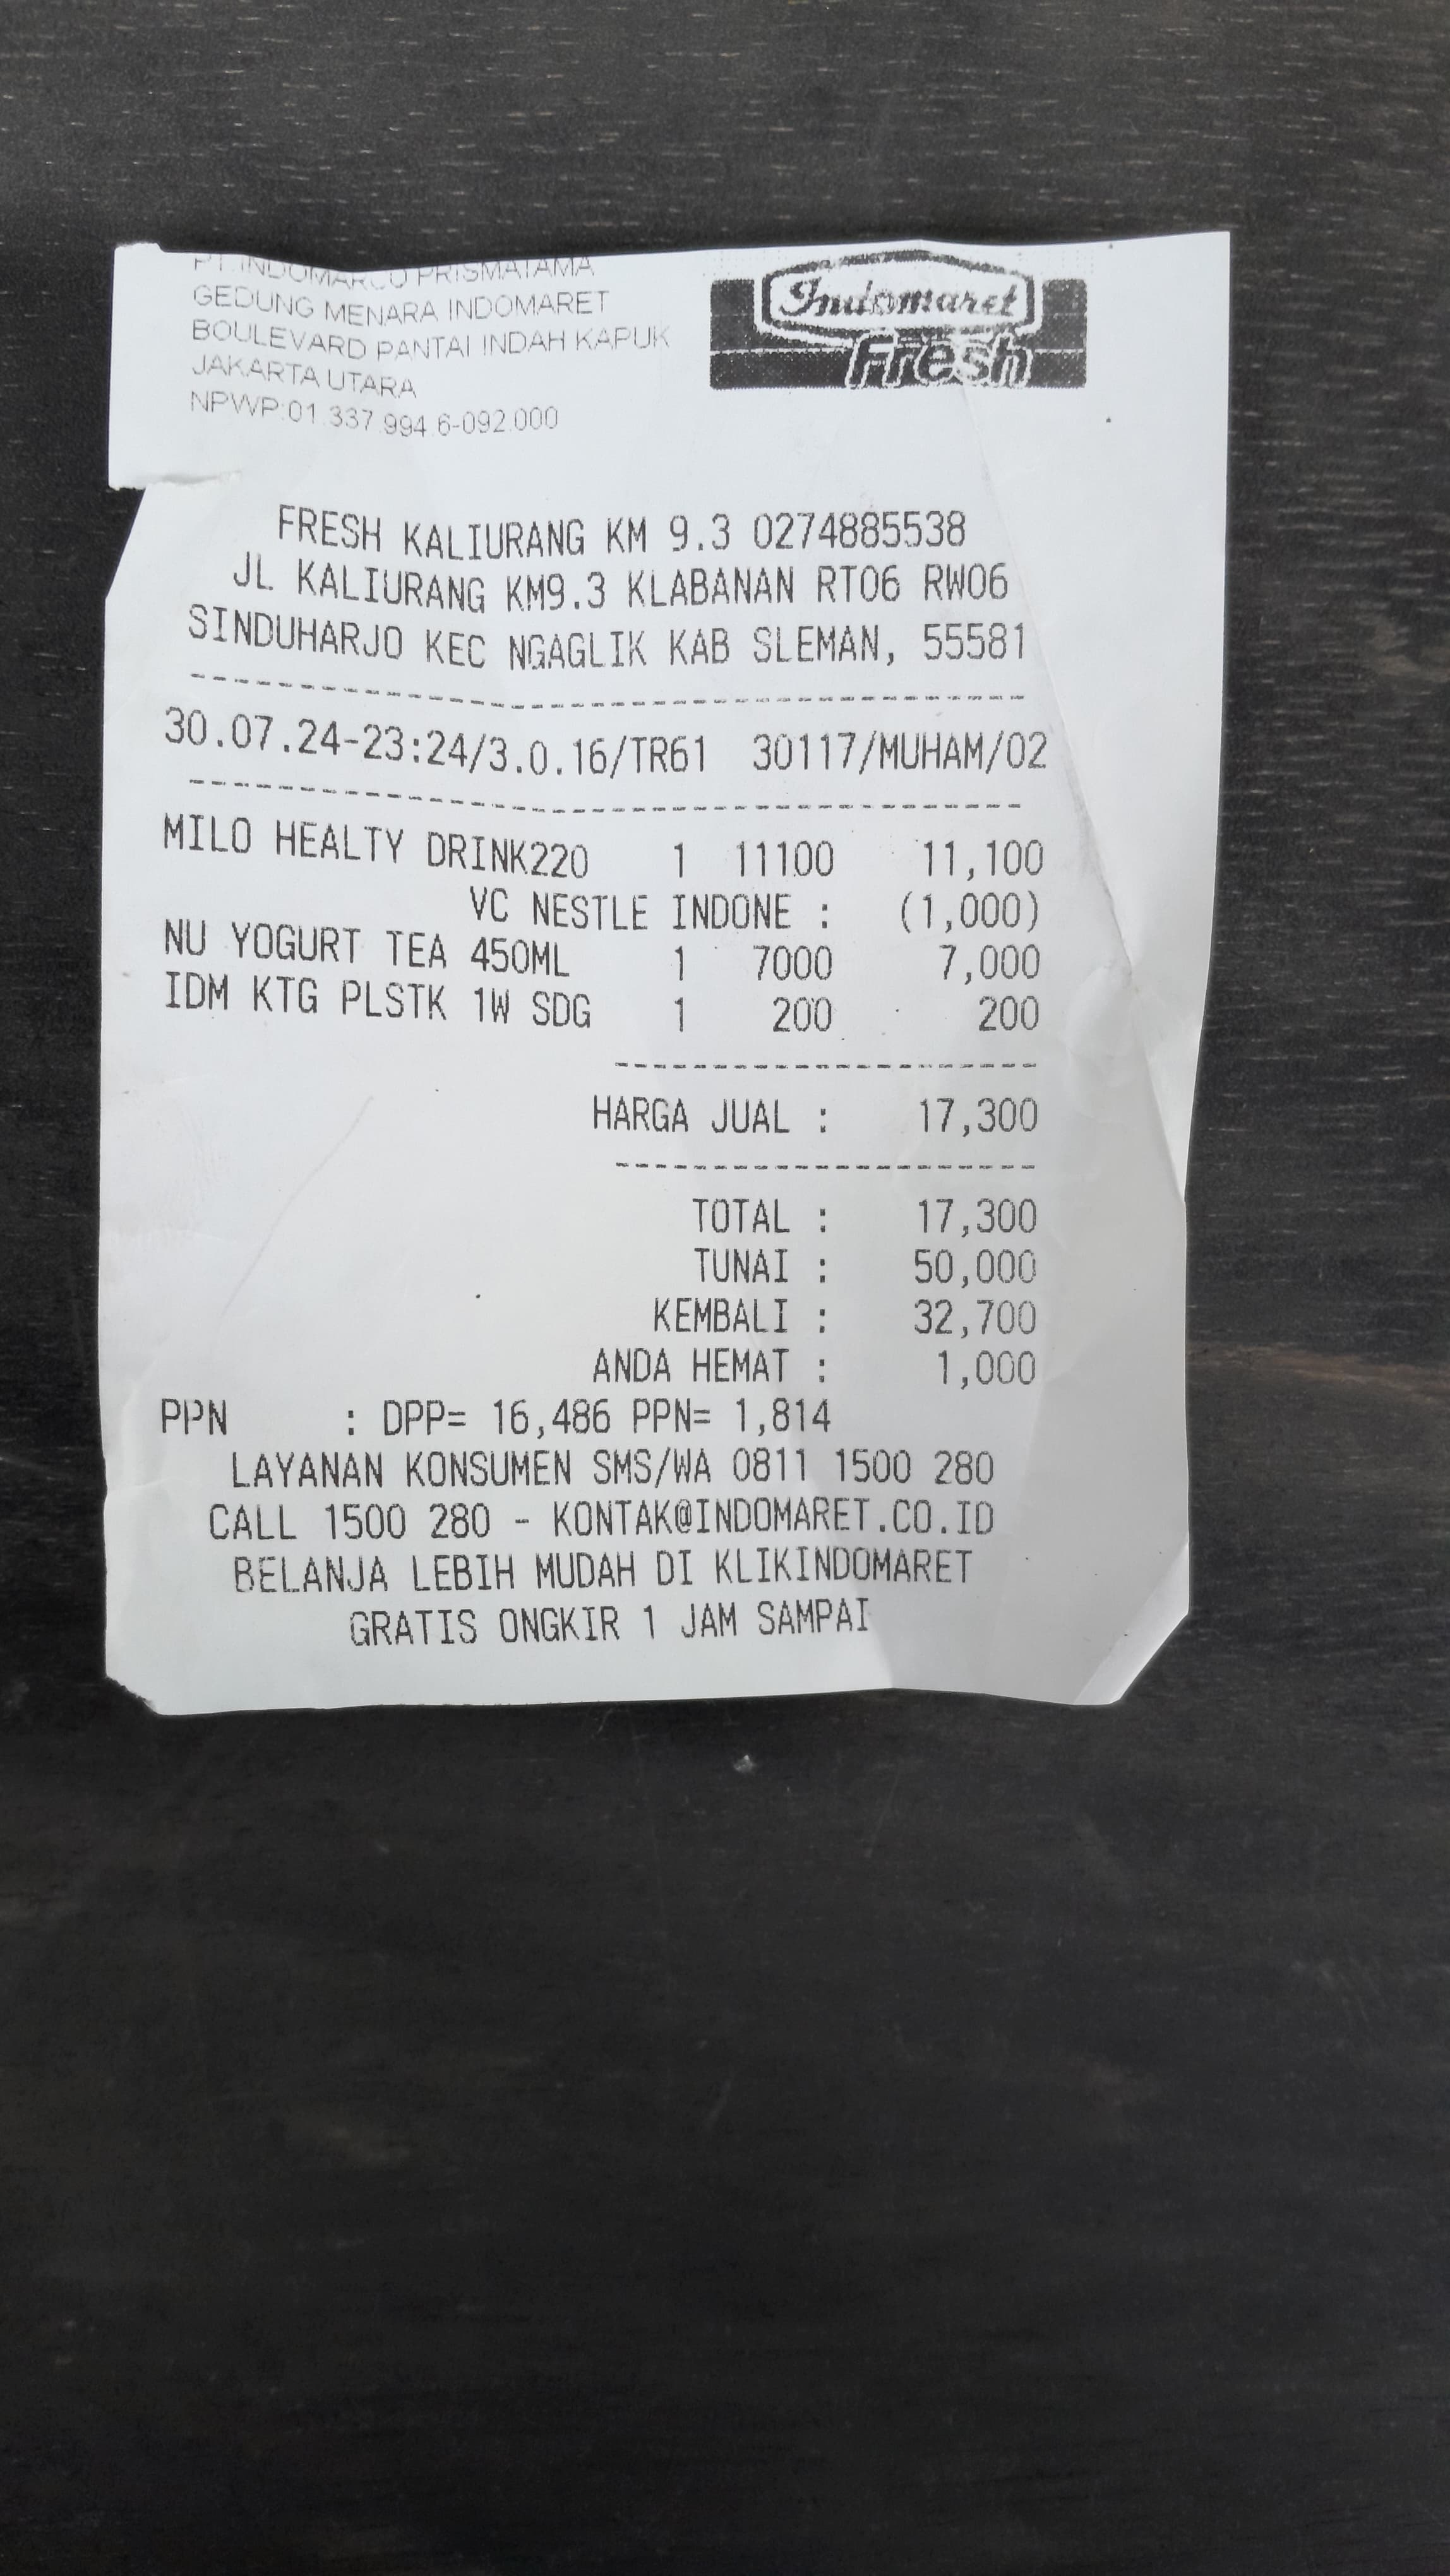 PT.INDOMARCO PRISMATAMA
GEDUNG MENARA INDOMARET
BOULEVARD PANTAI INDAH KAPUK
JAKARTA UTARA
NPWP:01.337.994.6-092.000
Indomaret
Fresh
FRESH KALIURANG KM 9.3 0274885538
JL KALIURANG KM9.3 KLABANAN RT06 RW06
SINDUHARJO KEC NGAGLIK KAB SLEMAN, 55581
30.07.24-23:24/3.0.16/TR61 30117/MUHAM/02
MILO HEALTY DRINK220 1 11100 11,100
VC NESTLE INDONE : (1,000)
NU YOGURT TEA 450ML 1 7000 7,000
IDM KTG PLSTK 1W SDG 1 200 200
HARGA JUAL : 17,300
TOTAL : 17,300
TUNAI : 50,000
KEMBALI : 32,700
ANDA HEMAT : 1,000
PPN : DPP= 16,486 PPN= 1,814
LAYANAN KONSUMEN SMS/WA 0811 1500 280
CALL 1500 280 - KONTAK@INDOMARET.CO.ID
BELANJA LEBIH MUDAH DI KLIKINDOMARET
GRATIS ONGKIR 1 JAM SAMPAI